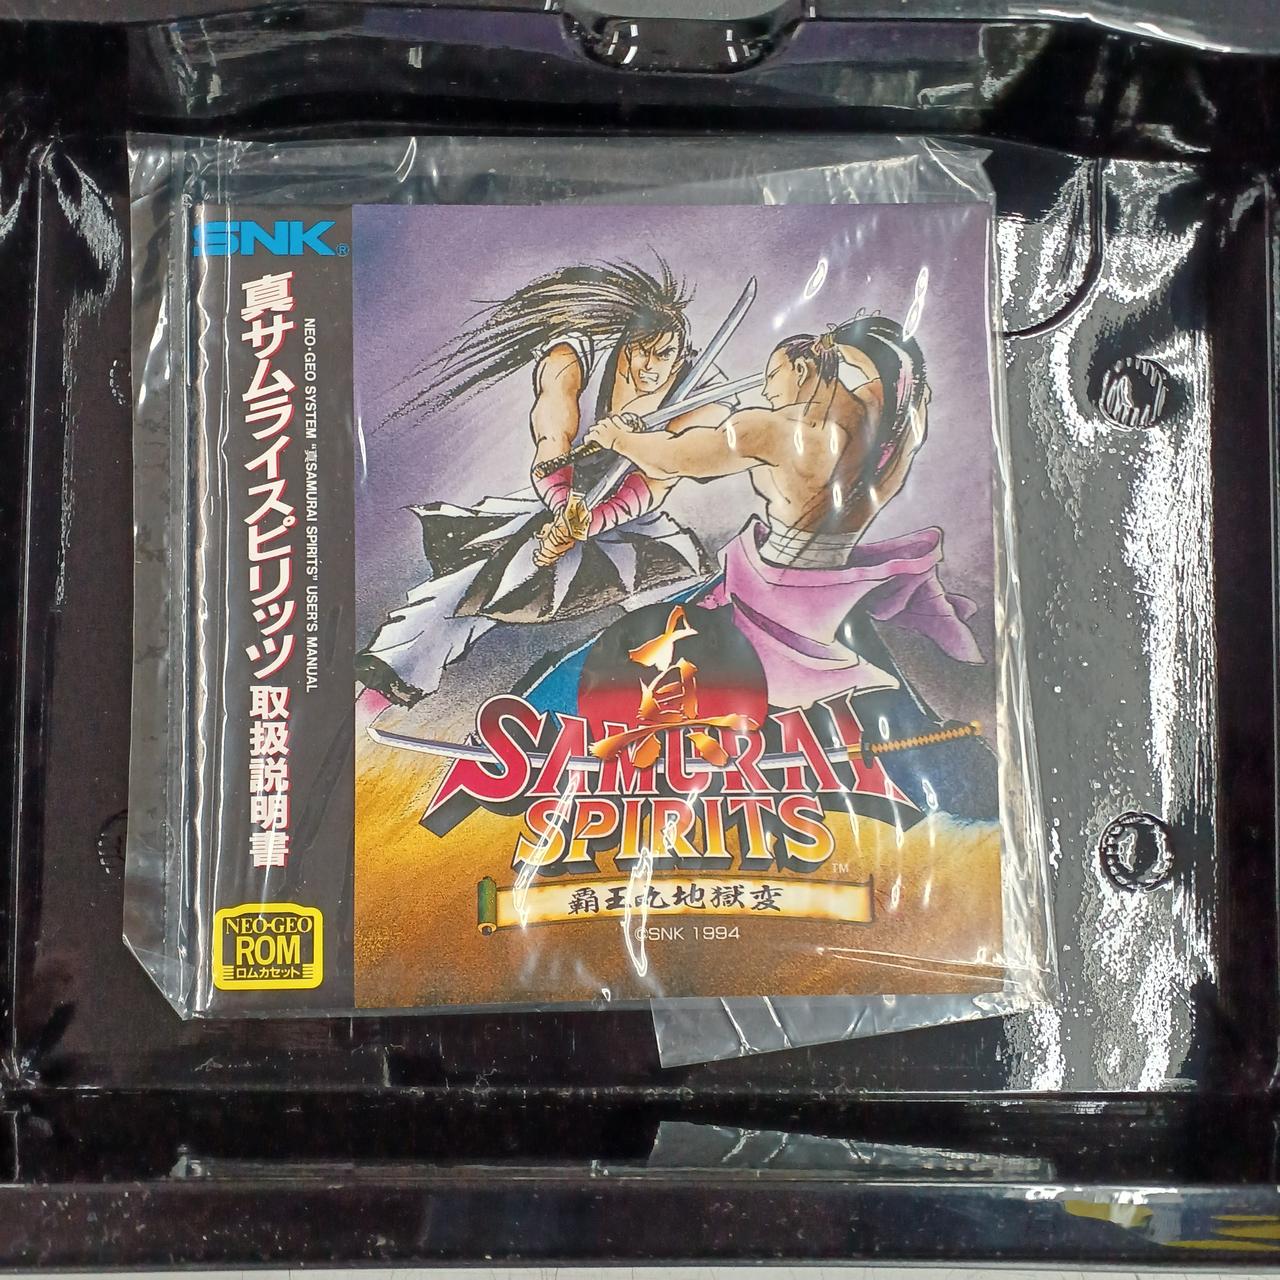 SNK®
真サムライスピリッツ 取扱説明書
NEO·GEO SYSTEM "真SAMURAI SPIRITS" USER'S MANUAL
NEO·GEO
ROM
ロムカセット
真
SAMURAI
SPIRITS™
覇王丸地獄変
©SNK 1994